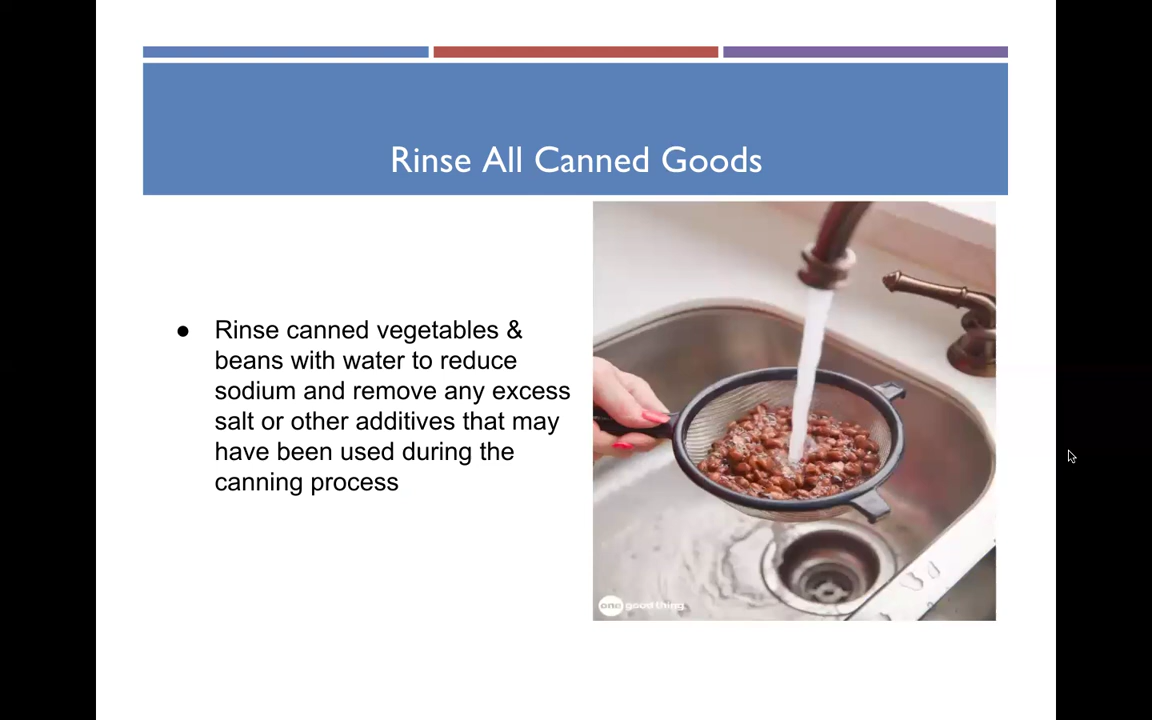 Rinse All Canned Goods
● Rinse canned vegetables &
beans with water to reduce
sodium and remove any excess
salt or other additives that may
have been used during the
canning process
one good thing